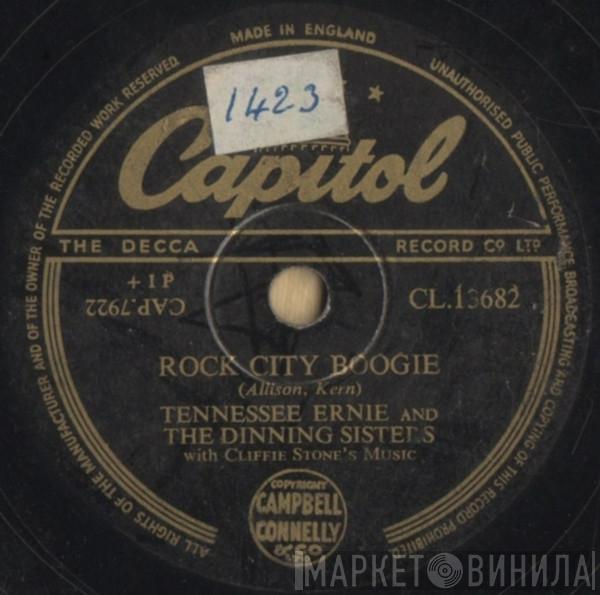 MADE IN ENGLAND
ALL RIGHTS OF THE MANUFACTURER AND OF THE OWNER OF THE RECORDED WORK RESERVED
UNAUTHORISED PUBLIC PERFORMANCE BROADCASTING AND COPYING OF THIS RECORD PROHIBITED
1423
Capitol
THE DECCA RECORD CO LTD
CAP.7922
CL.13682
ROCK CITY BOOGIE
(Allison, Kern)
TENNESSEE ERNIE AND
THE DINNING SISTERS
with CLIFFIE STONE'S MUSIC
COPYRIGHT
CAMPBELL
CONNELLY
& CO
МАРКЕТ ВИНИЛА